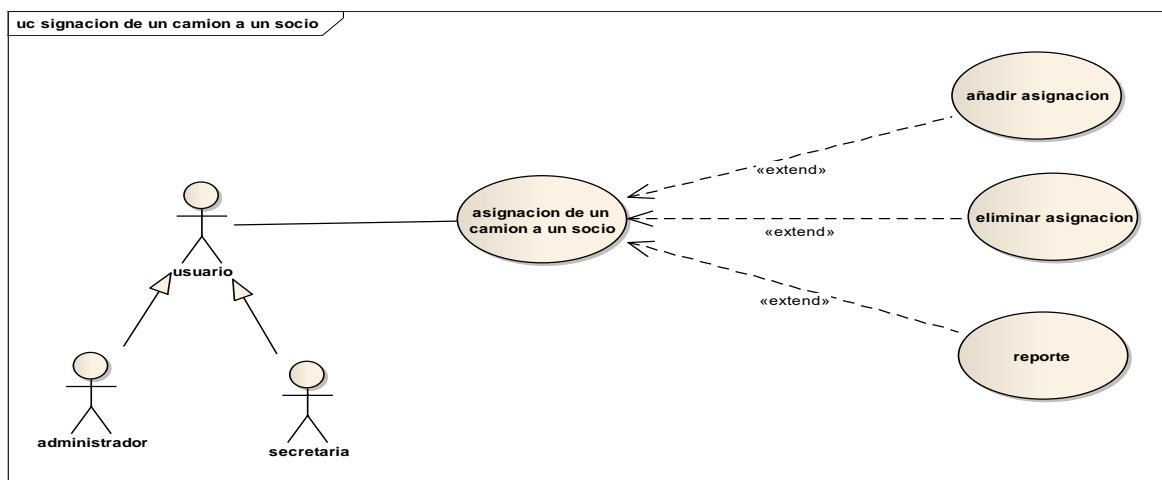 uc signacion de un camion a un socio
añadir asignacion
«extend»
asignacion de un
camion a un socio
«extend»
eliminar asignacion
usuario
«extend»
reporte
administrador
secretaria